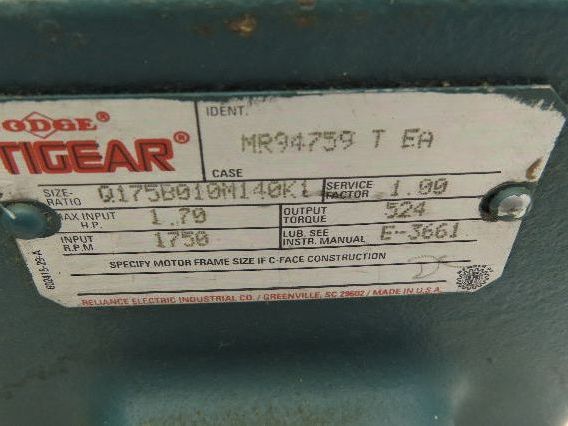 DODGE®
TIGEAR®
IDENT. MR94759 T EA
CASE
SIZE-RATIO Q175B010M140K1 SERVICE FACTOR 1.00
MAX INPUT H.P. 1.70 OUTPUT TORQUE 524
INPUT R.P.M. 1750 LUB. SEE INSTR. MANUAL E-3661
SPECIFY MOTOR FRAME SIZE IF C-FACE CONSTRUCTION
RELIANCE ELECTRIC INDUSTRIAL CO. / GREENVILLE, SC 29602 / MADE IN U.S.A.